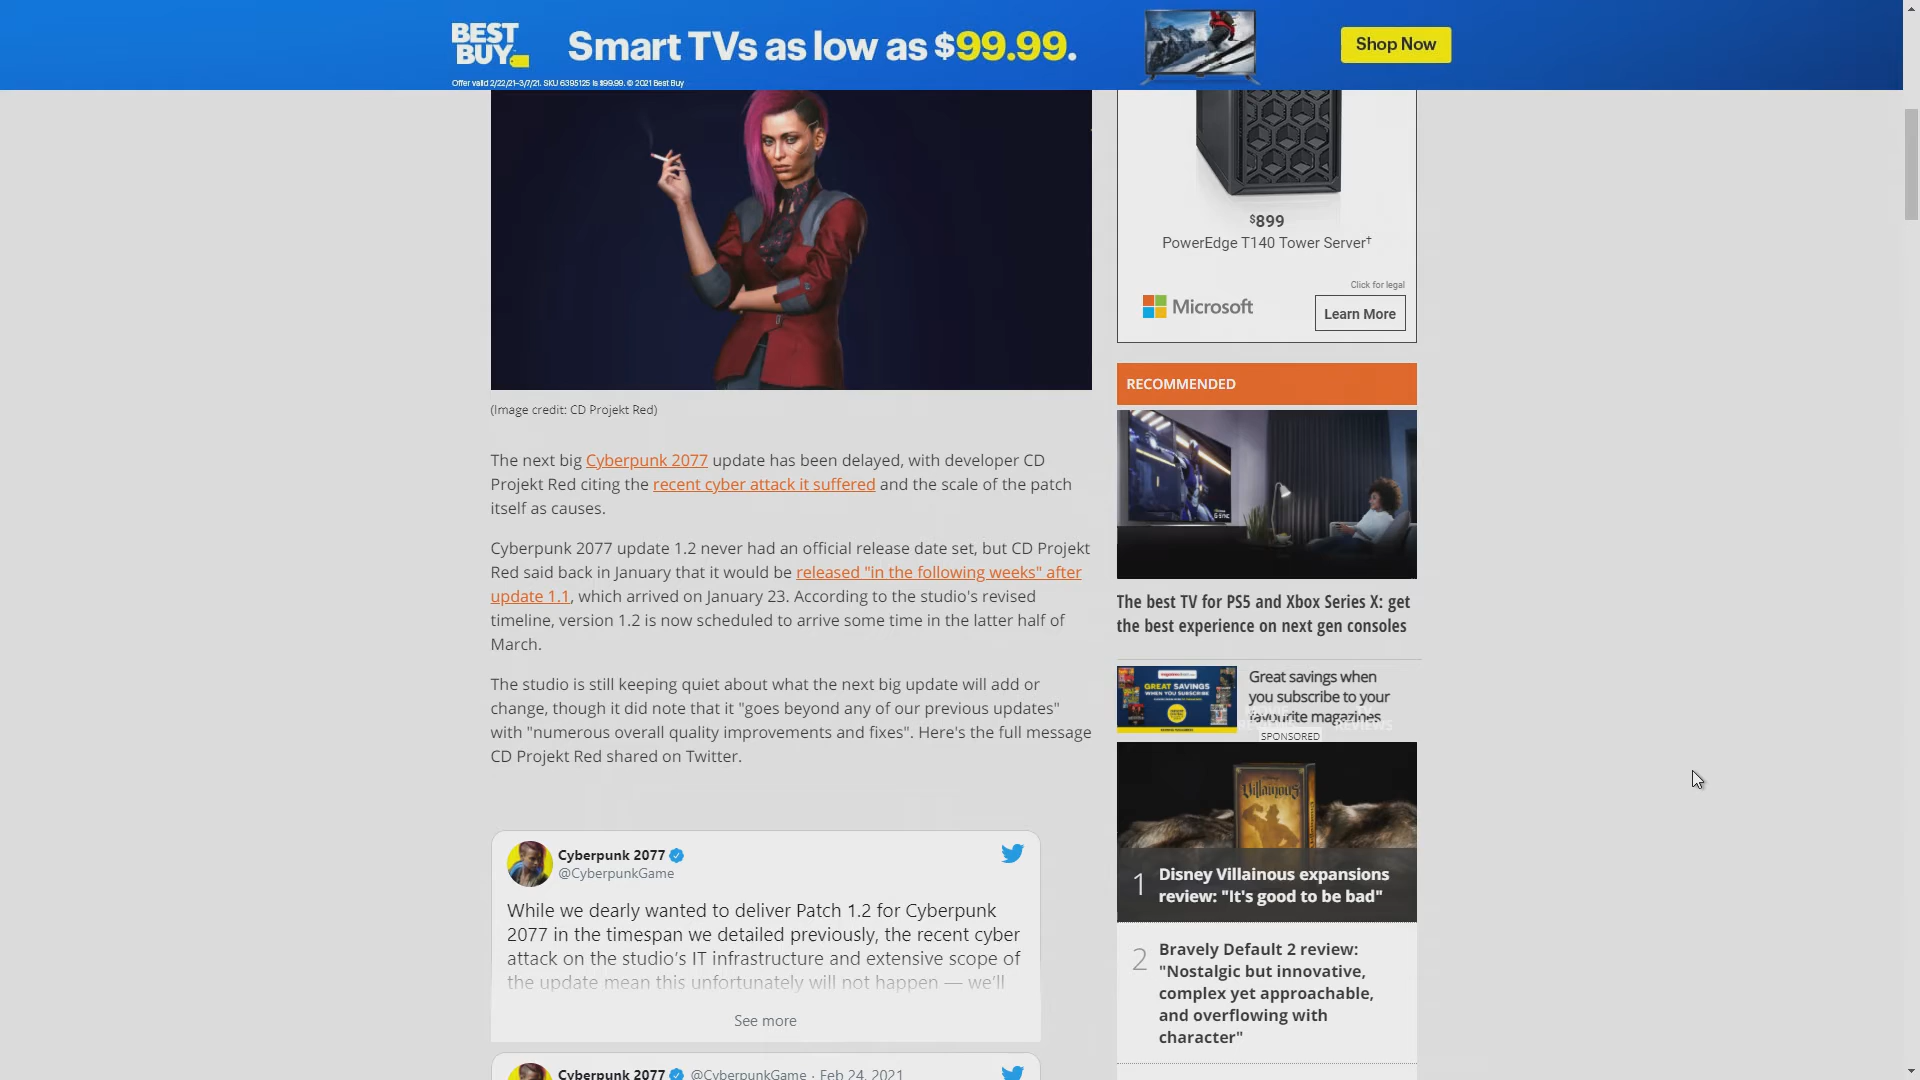 BEST
BUY
Smart TVs as low as $99.99.
Shop Now
Offer valid 2/22/21–3/7/21. SKU 6395125 is $99.99. © 2021 Best Buy
$899
PowerEdge T140 Tower Server†
Click for legal
Microsoft
Learn More
(Image credit: CD Projekt Red)
The next big Cyberpunk 2077 update has been delayed, with developer CD
Projekt Red citing the recent cyber attack it suffered and the scale of the patch
itself as causes.
Cyberpunk 2077 update 1.2 never had an official release date set, but CD Projekt
Red said back in January that it would be released "in the following weeks" after
update 1.1, which arrived on January 23. According to the studio's revised
timeline, version 1.2 is now scheduled to arrive some time in the latter half of
March.
The studio is still keeping quiet about what the next big update will add or
change, though it did note that it "goes beyond any of our previous updates"
with "numerous overall quality improvements and fixes". Here's the full message
CD Projekt Red shared on Twitter.
Cyberpunk 2077
@CyberpunkGame
While we dearly wanted to deliver Patch 1.2 for Cyberpunk
2077 in the timespan we detailed previously, the recent cyber
attack on the studio's IT infrastructure and extensive scope of
the update mean this unfortunately will not happen — we'll
See more
Cyberpunk 2077 @CyberpunkGame · Feb 24, 2021
RECOMMENDED
The best TV for PS5 and Xbox Series X: get
the best experience on next gen consoles
GREAT SAVINGS
WHEN YOU SUBSCRIBE
Great savings when
you subscribe to your
favourite magazines
REVIEWS
SPONSORED
Villainous
1
Disney Villainous expansions
review: "It's good to be bad"
2
Bravely Default 2 review:
"Nostalgic but innovative,
complex yet approachable,
and overflowing with
character"